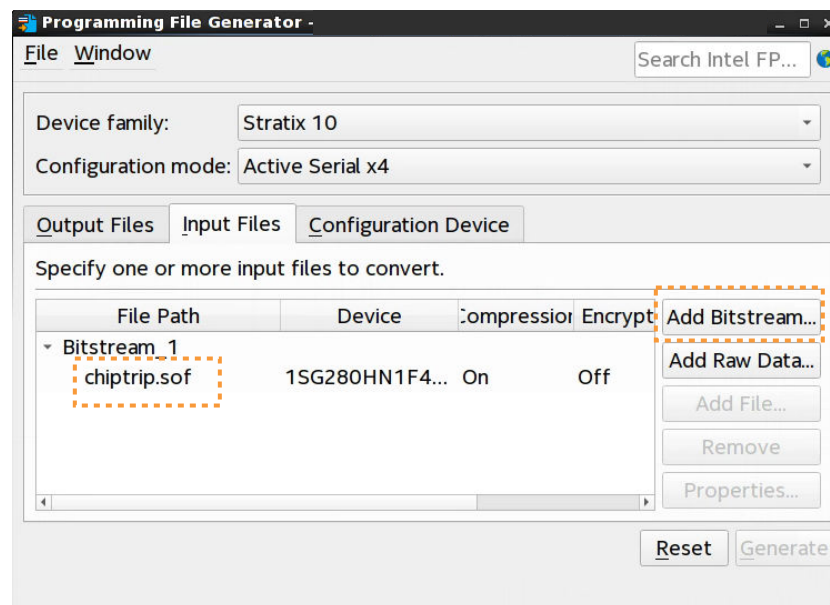 Programming File Generator -
File Window
Search Intel FP...
Device family: Stratix 10
Configuration mode: Active Serial x4
Output Files Input Files Configuration Device
Specify one or more input files to convert.
File Path Device Compression Encrypt Add Bitstream...
Bitstream_1
Add Raw Data...
chiptrip.sof 1SG280HN1F4... On Off
Add File...
Remove
Properties...
Reset Generate